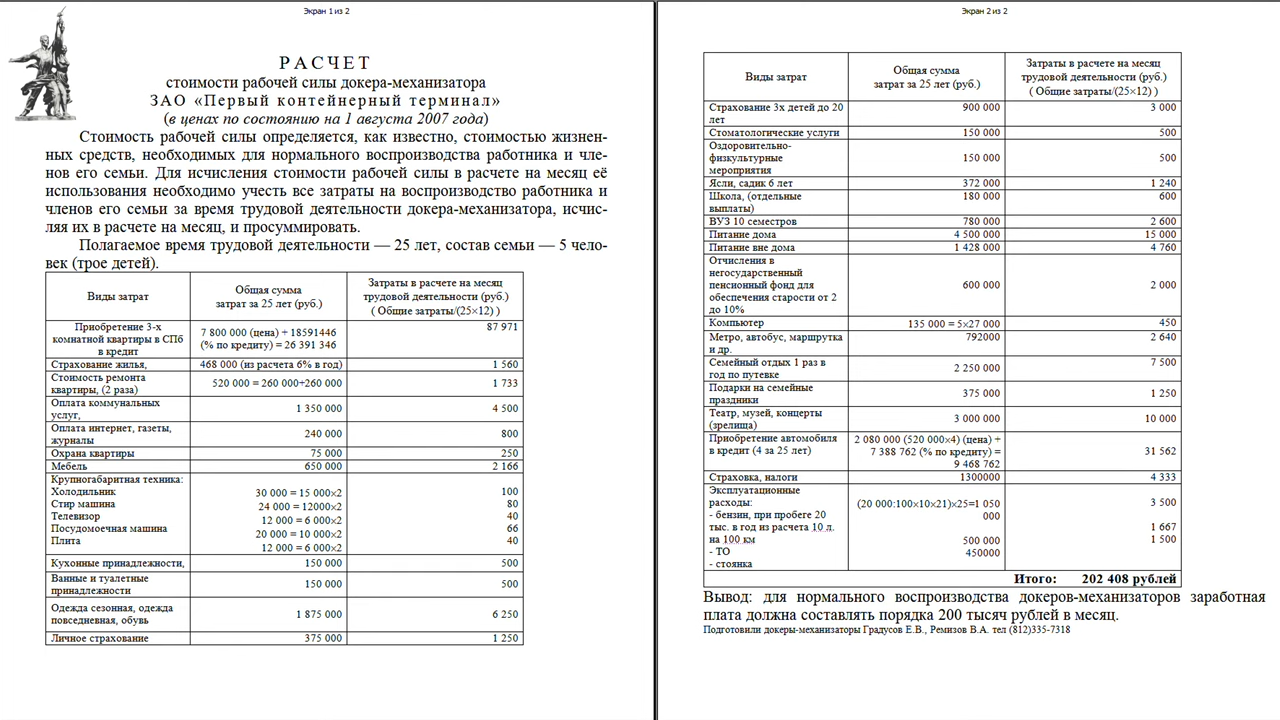 Экран 1 из 2
РАСЧЕТ
стоимости рабочей силы докера-механизатора
ЗАО «Первый контейнерный терминал»
(в ценах по состоянию на 1 августа 2007 года)
Стоимость рабочей силы определяется, как известно, стоимостью жизнен-
ных средств, необходимых для нормального воспроизводства работника и чле-
нов его семьи. Для исчисления стоимости рабочей силы в расчете на месяц её
использования необходимо учесть все затраты на воспроизводство работника и
членов его семьи за время трудовой деятельности докера-механизатора, исчис-
ляя их в расчете на месяц, и просуммировать.
Полагаемое время трудовой деятельности — 25 лет, состав семьи — 5 чело-
век (трое детей).
Виды затрат
Общая сумма
затрат за 25 лет (руб.)
Затраты в расчете на месяц
трудовой деятельности (руб.)
( Общие затраты/(25×12) )
Приобретение 3-х
комнатной квартиры в СПб
в кредит
7 800 000 (цена) + 18591446
(% по кредиту) = 26 391 346
87 971
Страхование жилья, 468 000 (из расчета 6% в год) 1 560
Стоимость ремонта
квартиры, (2 раза)
520 000 = 260 000+260 000 1 733
Оплата коммунальных
услуг,
1 350 000 4 500
Оплата интернет, газеты,
журналы
240 000 800
Охрана квартиры 75 000 250
Мебель 650 000 2 166
Крупногабаритная техника:
Холодильник 30 000 = 15 000×2 100
Стир машина 24 000 = 12000×2 80
Телевизор 12 000 = 6 000×2 40
Посудомоечная машина 20 000 = 10 000×2 66
Плита 12 000 = 6 000×2 40
Кухонные принадлежности, 150 000 500
Ванные и туалетные
принадлежности
150 000 500
Одежда сезонная, одежда
повседневная, обувь
1 875 000 6 250
Личное страхование 375 000 1 250
Экран 2 из 2
Виды затрат
Общая сумма
затрат за 25 лет (руб.)
Затраты в расчете на месяц
трудовой деятельности (руб.)
( Общие затраты/(25×12) )
Страхование 3х детей до 20
лет
900 000 3 000
Стоматологические услуги 150 000 500
Оздоровительно-
физкультурные
мероприятия
150 000 500
Ясли, садик 6 лет 372 000 1 240
Школа, (отдельные
выплаты)
180 000 600
ВУЗ 10 семестров 780 000 2 600
Питание дома 4 500 000 15 000
Питание вне дома 1 428 000 4 760
Отчисления в
негосударственный
пенсионный фонд для
обеспечения старости от 2
до 10%
600 000 2 000
Компьютер 135 000 = 5×27 000 450
Метро, автобус, маршрутка
и др.
792000 2 640
Семейный отдых 1 раз в
год по путевке
2 250 000 7 500
Подарки на семейные
праздники
375 000 1 250
Театр, музей, концерты
(зрелища)
3 000 000 10 000
Приобретение автомобиля
в кредит (4 за 25 лет)
2 080 000 (520 000×4) (цена) +
7 388 762 (% по кредиту) =
9 468 762
31 562
Страховка, налоги 1300000 4 333
Эксплуатационные
расходы:
- бензин, при пробеге 20
тыс. в год из расчета 10 л.
на 100 км
- ТО
- стоянка
(20 000:100×10×21)×25=1 050
000
500 000
450000
3 500
1 667
1 500
Итого: 202 408 рублей
Вывод: для нормального воспроизводства докеров-механизаторов заработная
плата должна составлять порядка 200 тысяч рублей в месяц.
Подготовили докеры-механизаторы Градусов Е.В., Ремизов В.А. тел (812)335-7318